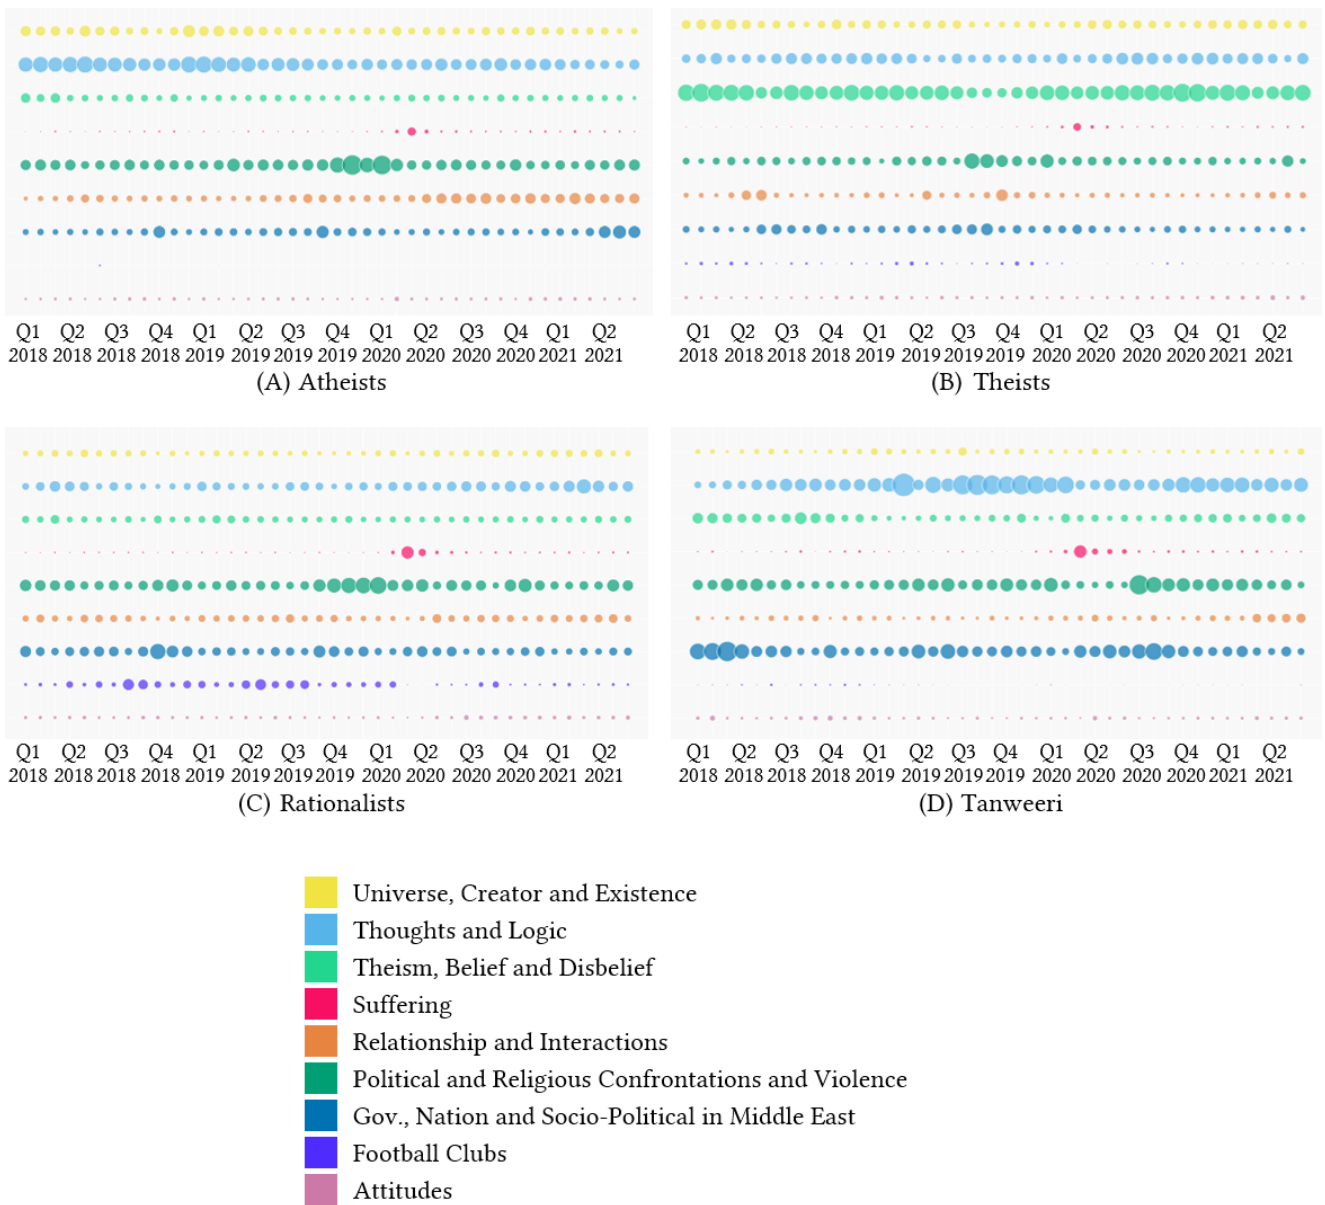 Q1 Q2 Q3 Q4 Q1 Q2 Q3 Q4 Q1 Q2 Q3 Q4 Q1 Q2
2018 2018 2018 2018 2019 2019 2019 2019 2020 2020 2020 2020 2021 2021
(A) Atheists
Q1 Q2 Q3 Q4 Q1 Q2 Q3 Q4 Q1 Q2 Q3 Q4 Q1 Q2
2018 2018 2018 2018 2019 2019 2019 2019 2020 2020 2020 2020 2021 2021
(B) Theists
Q1 Q2 Q3 Q4 Q1 Q2 Q3 Q4 Q1 Q2 Q3 Q4 Q1 Q2
2018 2018 2018 2018 2019 2019 2019 2019 2020 2020 2020 2020 2021 2021
(C) Rationalists
Q1 Q2 Q3 Q4 Q1 Q2 Q3 Q4 Q1 Q2 Q3 Q4 Q1 Q2
2018 2018 2018 2018 2019 2019 2019 2019 2020 2020 2020 2020 2021 2021
(D) Tanweeri
Universe, Creator and Existence
Thoughts and Logic
Theism, Belief and Disbelief
Suffering
Relationship and Interactions
Political and Religious Confrontations and Violence
Gov., Nation and Socio-Political in Middle East
Football Clubs
Attitudes